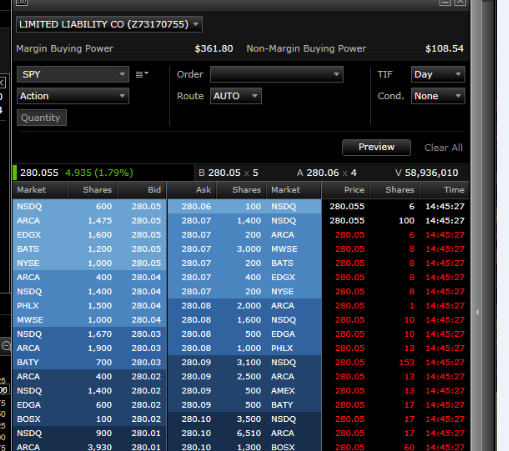 LIMITED LIABILITY CO (Z73170755)
Margin Buying Power $361.80 Non-Margin Buying Power $108.54
SPY Order TIF Day
Action Route AUTO Cond. None
Quantity
Preview Clear All
280.055 4.935 (1.79%) B 280.05 x 5 A 280.06 x 4 V 58,936,010
Market Shares Bid Ask Shares Market Price Shares Time
NSDQ 600 280.05 280.06 100 NSDQ 280.055 6 14:45:27
ARCA 1,475 280.05 280.07 1,400 NSDQ 280.055 100 14:45:27
EDGX 1,600 280.05 280.07 200 ARCA 280.05 6 14:45:27
BATS 1,200 280.05 280.07 3,000 MWSE 280.05 8 14:45:27
NYSE 1,000 280.05 280.07 200 BATS 280.05 8 14:45:27
ARCA 400 280.04 280.07 400 EDGX 280.05 8 14:45:27
NSDQ 1,400 280.04 280.07 200 NYSE 280.05 8 14:45:27
PHLX 1,500 280.04 280.08 2,000 ARCA 280.05 1 14:45:27
MWSE 1,000 280.04 280.08 1,600 NSDQ 280.05 10 14:45:27
NSDQ 1,670 280.03 280.08 500 EDGA 280.05 10 14:45:27
ARCA 1,900 280.03 280.08 1,000 PHLX 280.05 13 14:45:27
BATY 700 280.03 280.09 3,100 NSDQ 280.05 153 14:45:27
ARCA 400 280.02 280.09 2,500 ARCA 280.05 13 14:45:27
NSDQ 1,400 280.02 280.09 500 AMEX 280.05 13 14:45:27
EDGA 600 280.02 280.09 500 BATY 280.05 17 14:45:27
BOSX 100 280.02 280.10 3,500 NSDQ 280.05 17 14:45:27
NSDQ 900 280.01 280.10 6,510 ARCA 280.05 17 14:45:27
ARCA 3,930 280.01 280.10 1,300 BOSX 280.05 60 14:45:27